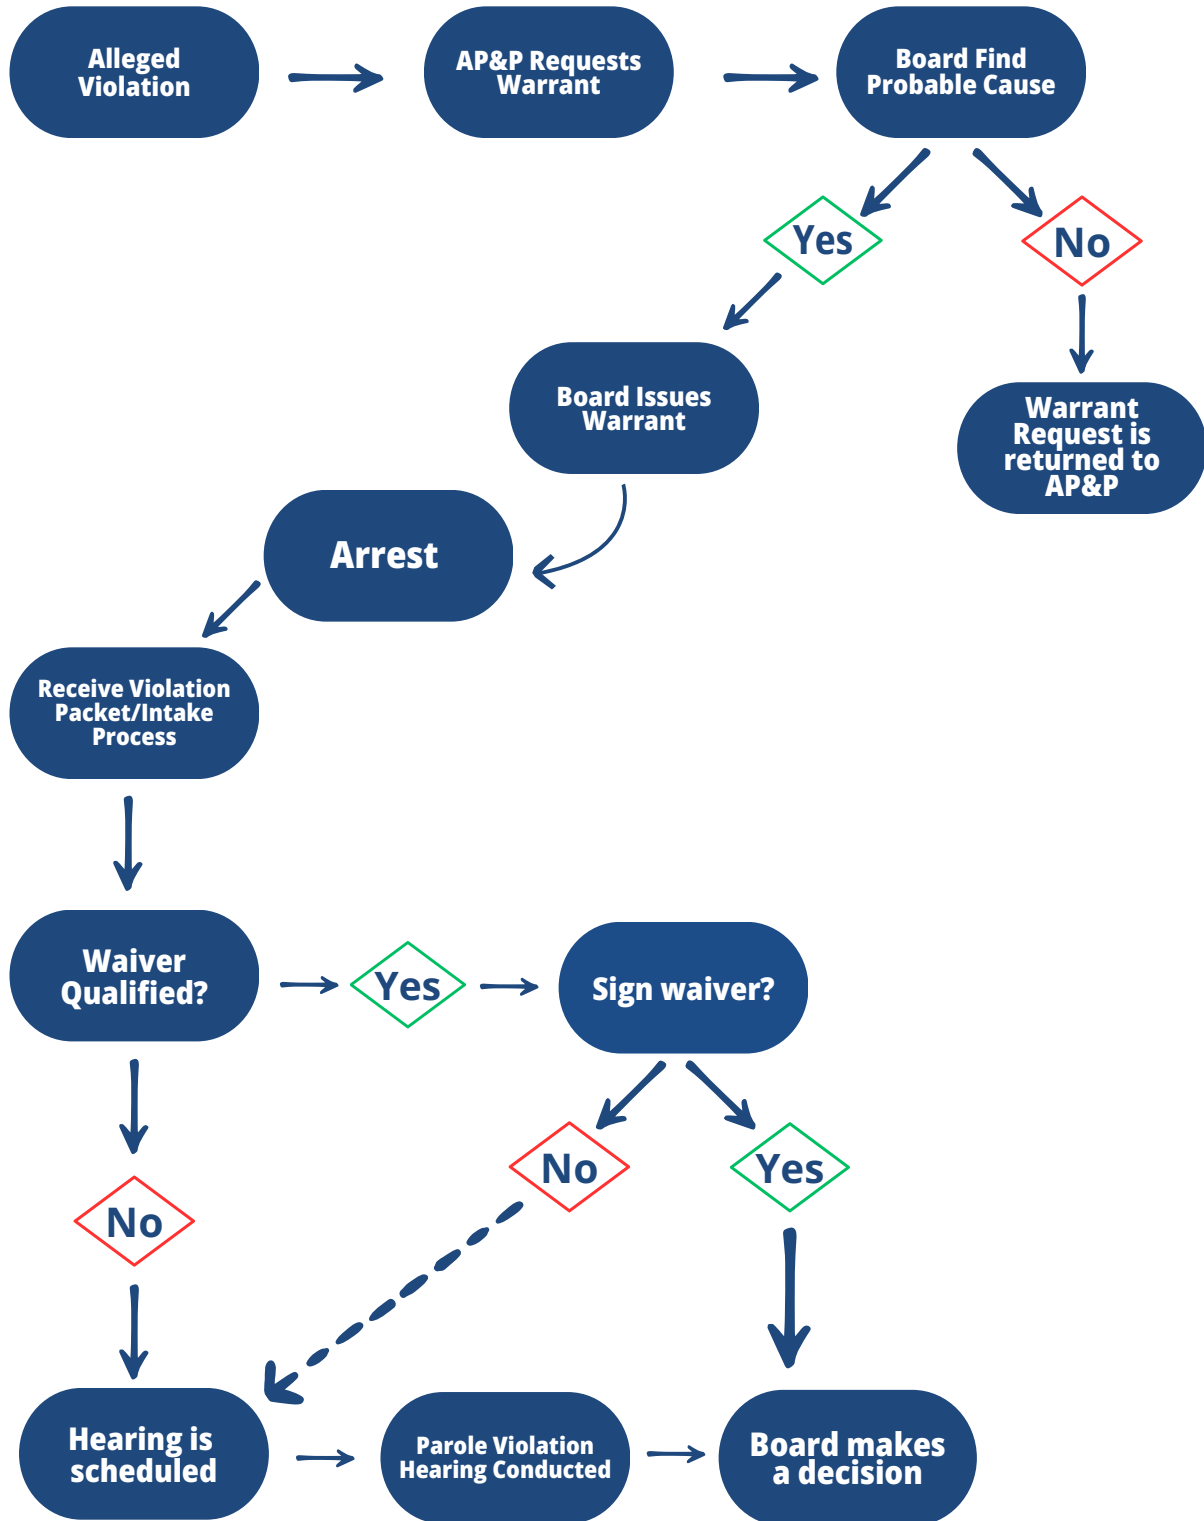 Alleged
Violation
AP&P Requests
Warrant
Board Find
Probable Cause
Yes
No
Board Issues
Warrant
Warrant
Request is
returned to
AP&P
Arrest
Receive Violation
Packet/Intake
Process
Waiver
Qualified?
Yes
Sign waiver?
No
Yes
No
Hearing is
scheduled
Parole Violation
Hearing Conducted
Board makes
a decision